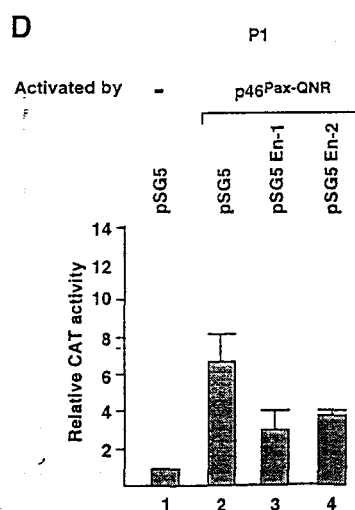 D
P1
Activated by
-
p46Pax-QNR
pSG5
pSG5
pSG5 En-1
pSG5 En-2
Relative CAT activity
14
12
10
8
6
4
2
1 2 3 4